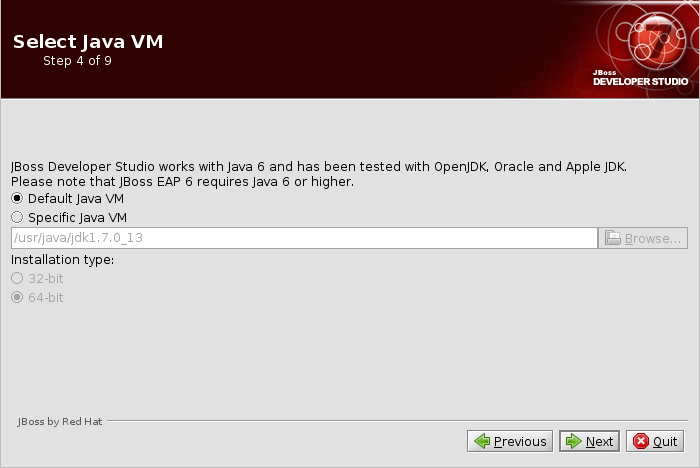 Select Java VM
Step 4 of 9
7
JBoss
DEVELOPER STUDIO
JBoss Developer Studio works with Java 6 and has been tested with OpenJDK, Oracle and Apple JDK.
Please note that JBoss EAP 6 requires Java 6 or higher.
Default Java VM
Specific Java VM
/usr/java/jdk1.7.0_13
Browse...
Installation type:
32-bit
64-bit
JBoss by Red Hat
Previous
Next
Quit